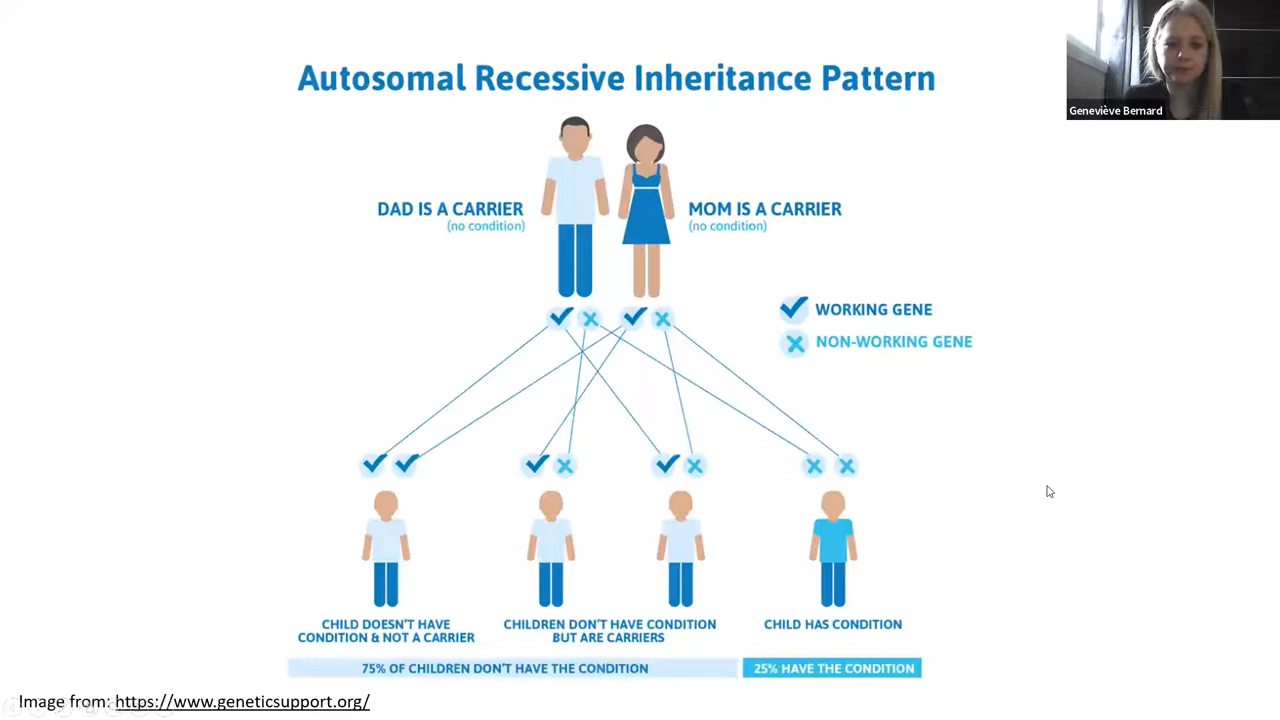 Geneviève Bernard
Autosomal Recessive Inheritance Pattern
DAD IS A CARRIER
(no condition)
MOM IS A CARRIER
(no condition)
WORKING GENE
NON-WORKING GENE
CHILD DOESN'T HAVE
CONDITION & NOT A CARRIER
CHILDREN DON'T HAVE CONDITION
BUT ARE CARRIERS
CHILD HAS CONDITION
75% OF CHILDREN DON'T HAVE THE CONDITION
25% HAVE THE CONDITION
Image from: https://www.geneticsupport.org/